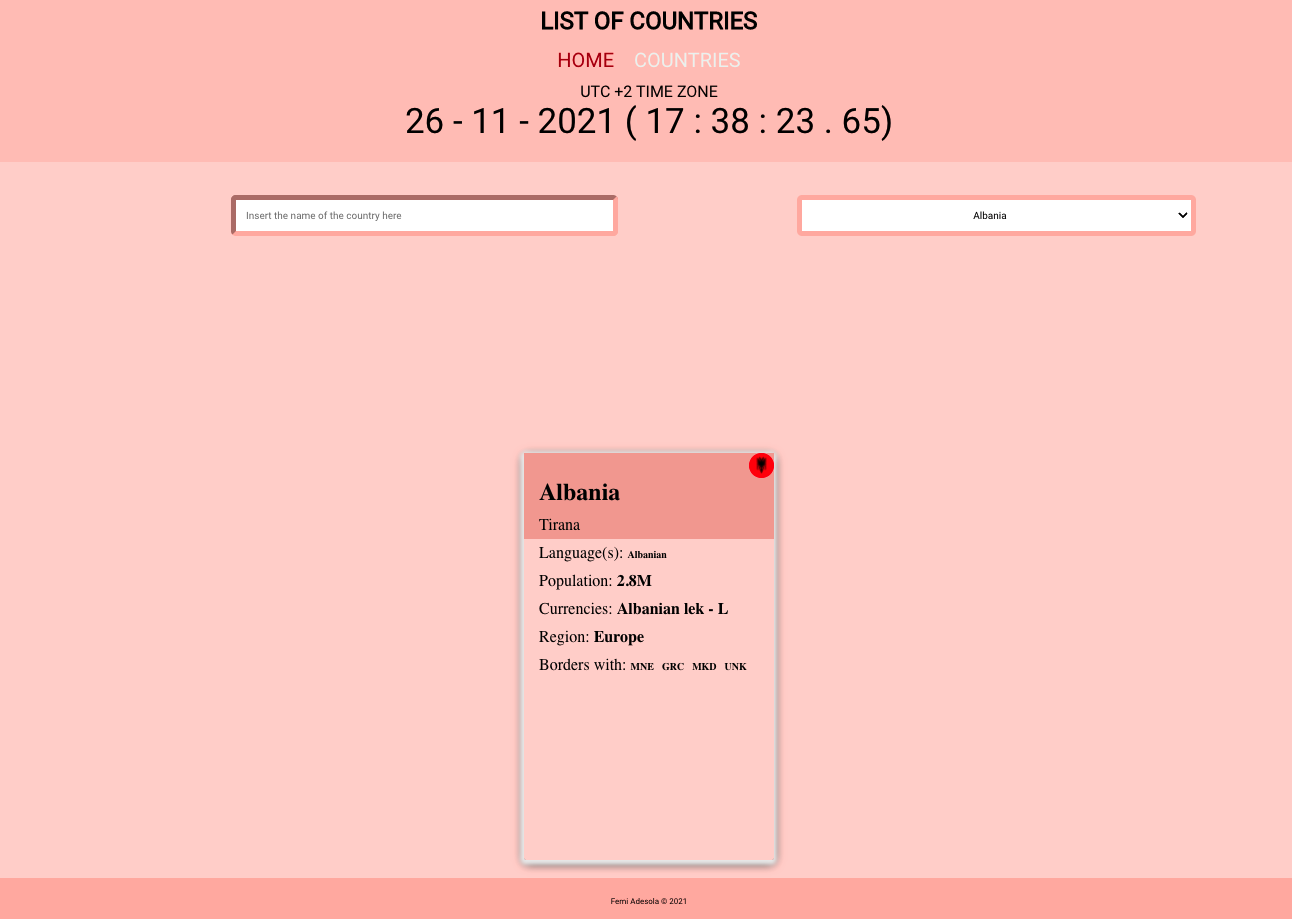 LIST OF COUNTRIES
HOME COUNTRIES
UTC +2 TIME ZONE
26 - 11 - 2021 ( 17 : 38 : 23 . 65)
Insert the name of the country here
Albania
Albania
Tirana
Language(s): Albanian
Population: 2.8M
Currencies: Albanian lek - L
Region: Europe
Borders with: MNE GRC MKD UNK
Femi Adesola © 2021